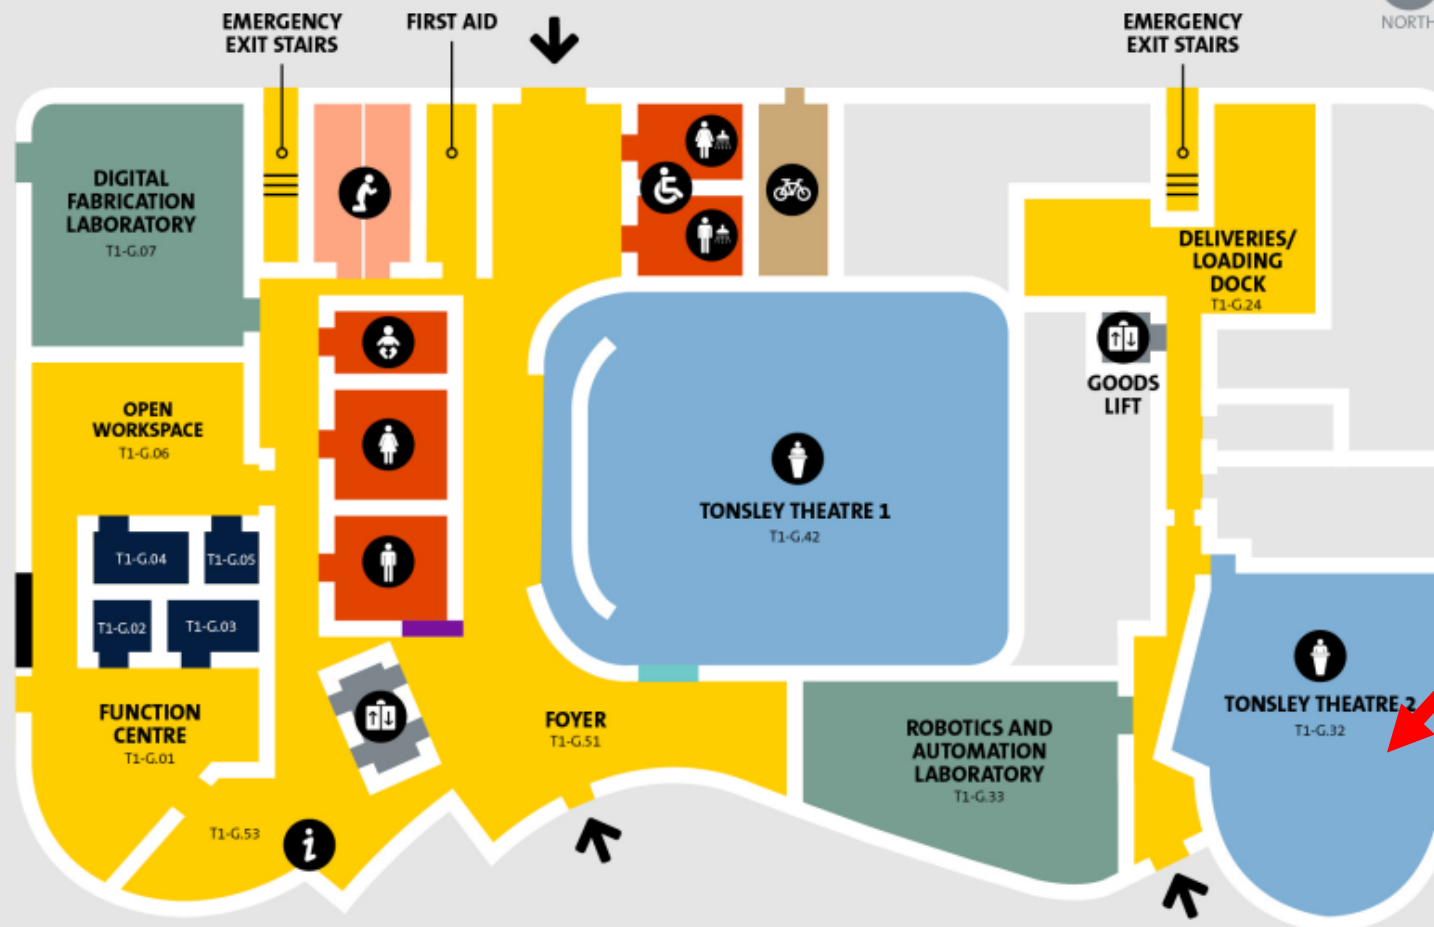 EMERGENCY
EXIT STAIRS
FIRST AID
EMERGENCY
EXIT STAIRS
NORTH
DIGITAL
FABRICATION
LABORATORY
T1-G.07
DELIVERIES/
LOADING
DOCK
T1-G.24
GOODS
LIFT
OPEN
WORKSPACE
T1-G.06
TONSLEY THEATRE 1
T1-G.42
T1-G.04
T1-G.05
T1-G.02
T1-G.03
FUNCTION
CENTRE
T1-G.01
FOYER
T1-G.51
ROBOTICS AND
AUTOMATION
LABORATORY
T1-G.33
TONSLEY THEATRE 2
T1-G.32
T1-G.53
i